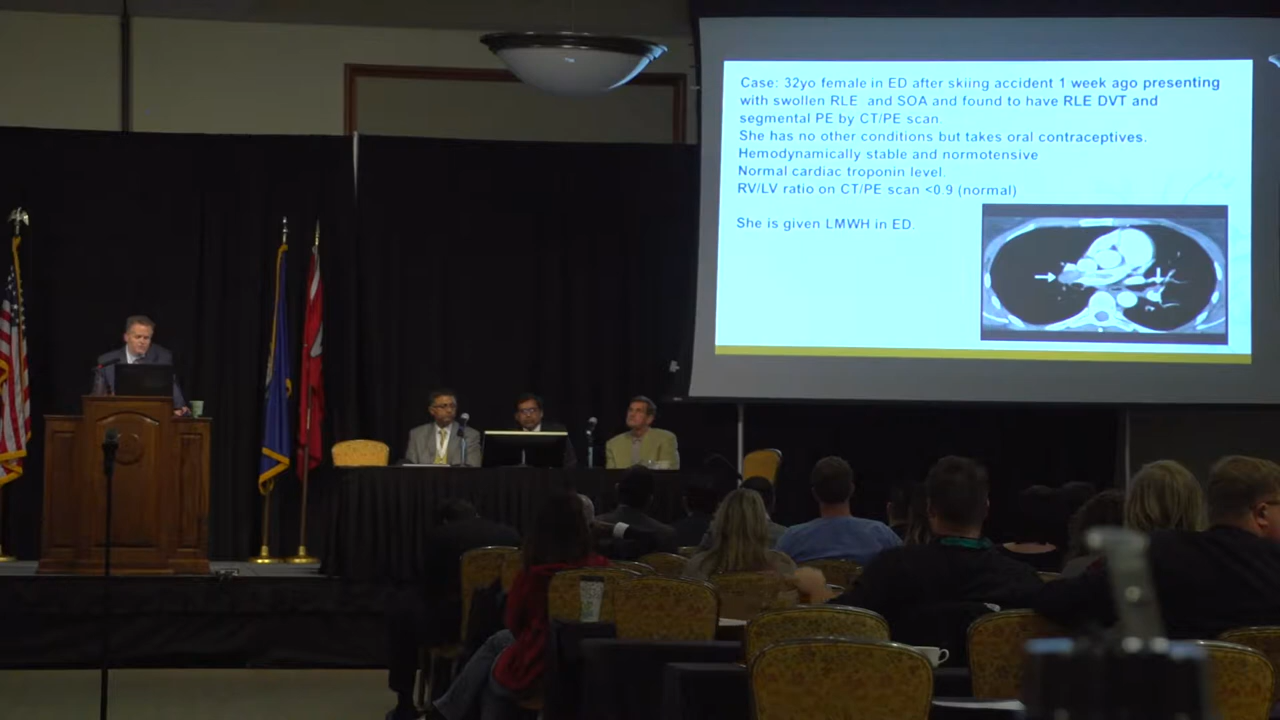 Case: 32yo female in ED after skiing accident 1 week ago presenting
with swollen RLE and SOA and found to have RLE DVT and
segmental PE by CT/PE scan.
She has no other conditions but takes oral contraceptives.
Hemodynamically stable and normotensive
Normal cardiac troponin level.
RV/LV ratio on CT/PE scan <0.9 (normal)
She is given LMWH in ED.